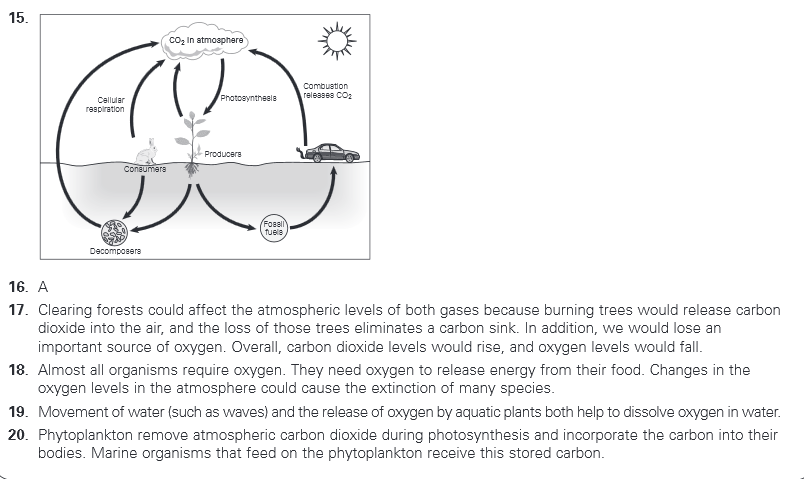 15.
CO₂ in atmosphere
Combustion
releases CO₂
Cellular
respiration
Photosynthesis
Producers
Consumers
Fossil
fuels
Decomposers
16. A
17. Clearing forests could affect the atmospheric levels of both gases because burning trees would release carbon
dioxide into the air, and the loss of those trees eliminates a carbon sink. In addition, we would lose an
important source of oxygen. Overall, carbon dioxide levels would rise, and oxygen levels would fall.
18. Almost all organisms require oxygen. They need oxygen to release energy from their food. Changes in the
oxygen levels in the atmosphere could cause the extinction of many species.
19. Movement of water (such as waves) and the release of oxygen by aquatic plants both help to dissolve oxygen in water.
20. Phytoplankton remove atmospheric carbon dioxide during photosynthesis and incorporate the carbon into their
bodies. Marine organisms that feed on the phytoplankton receive this stored carbon.